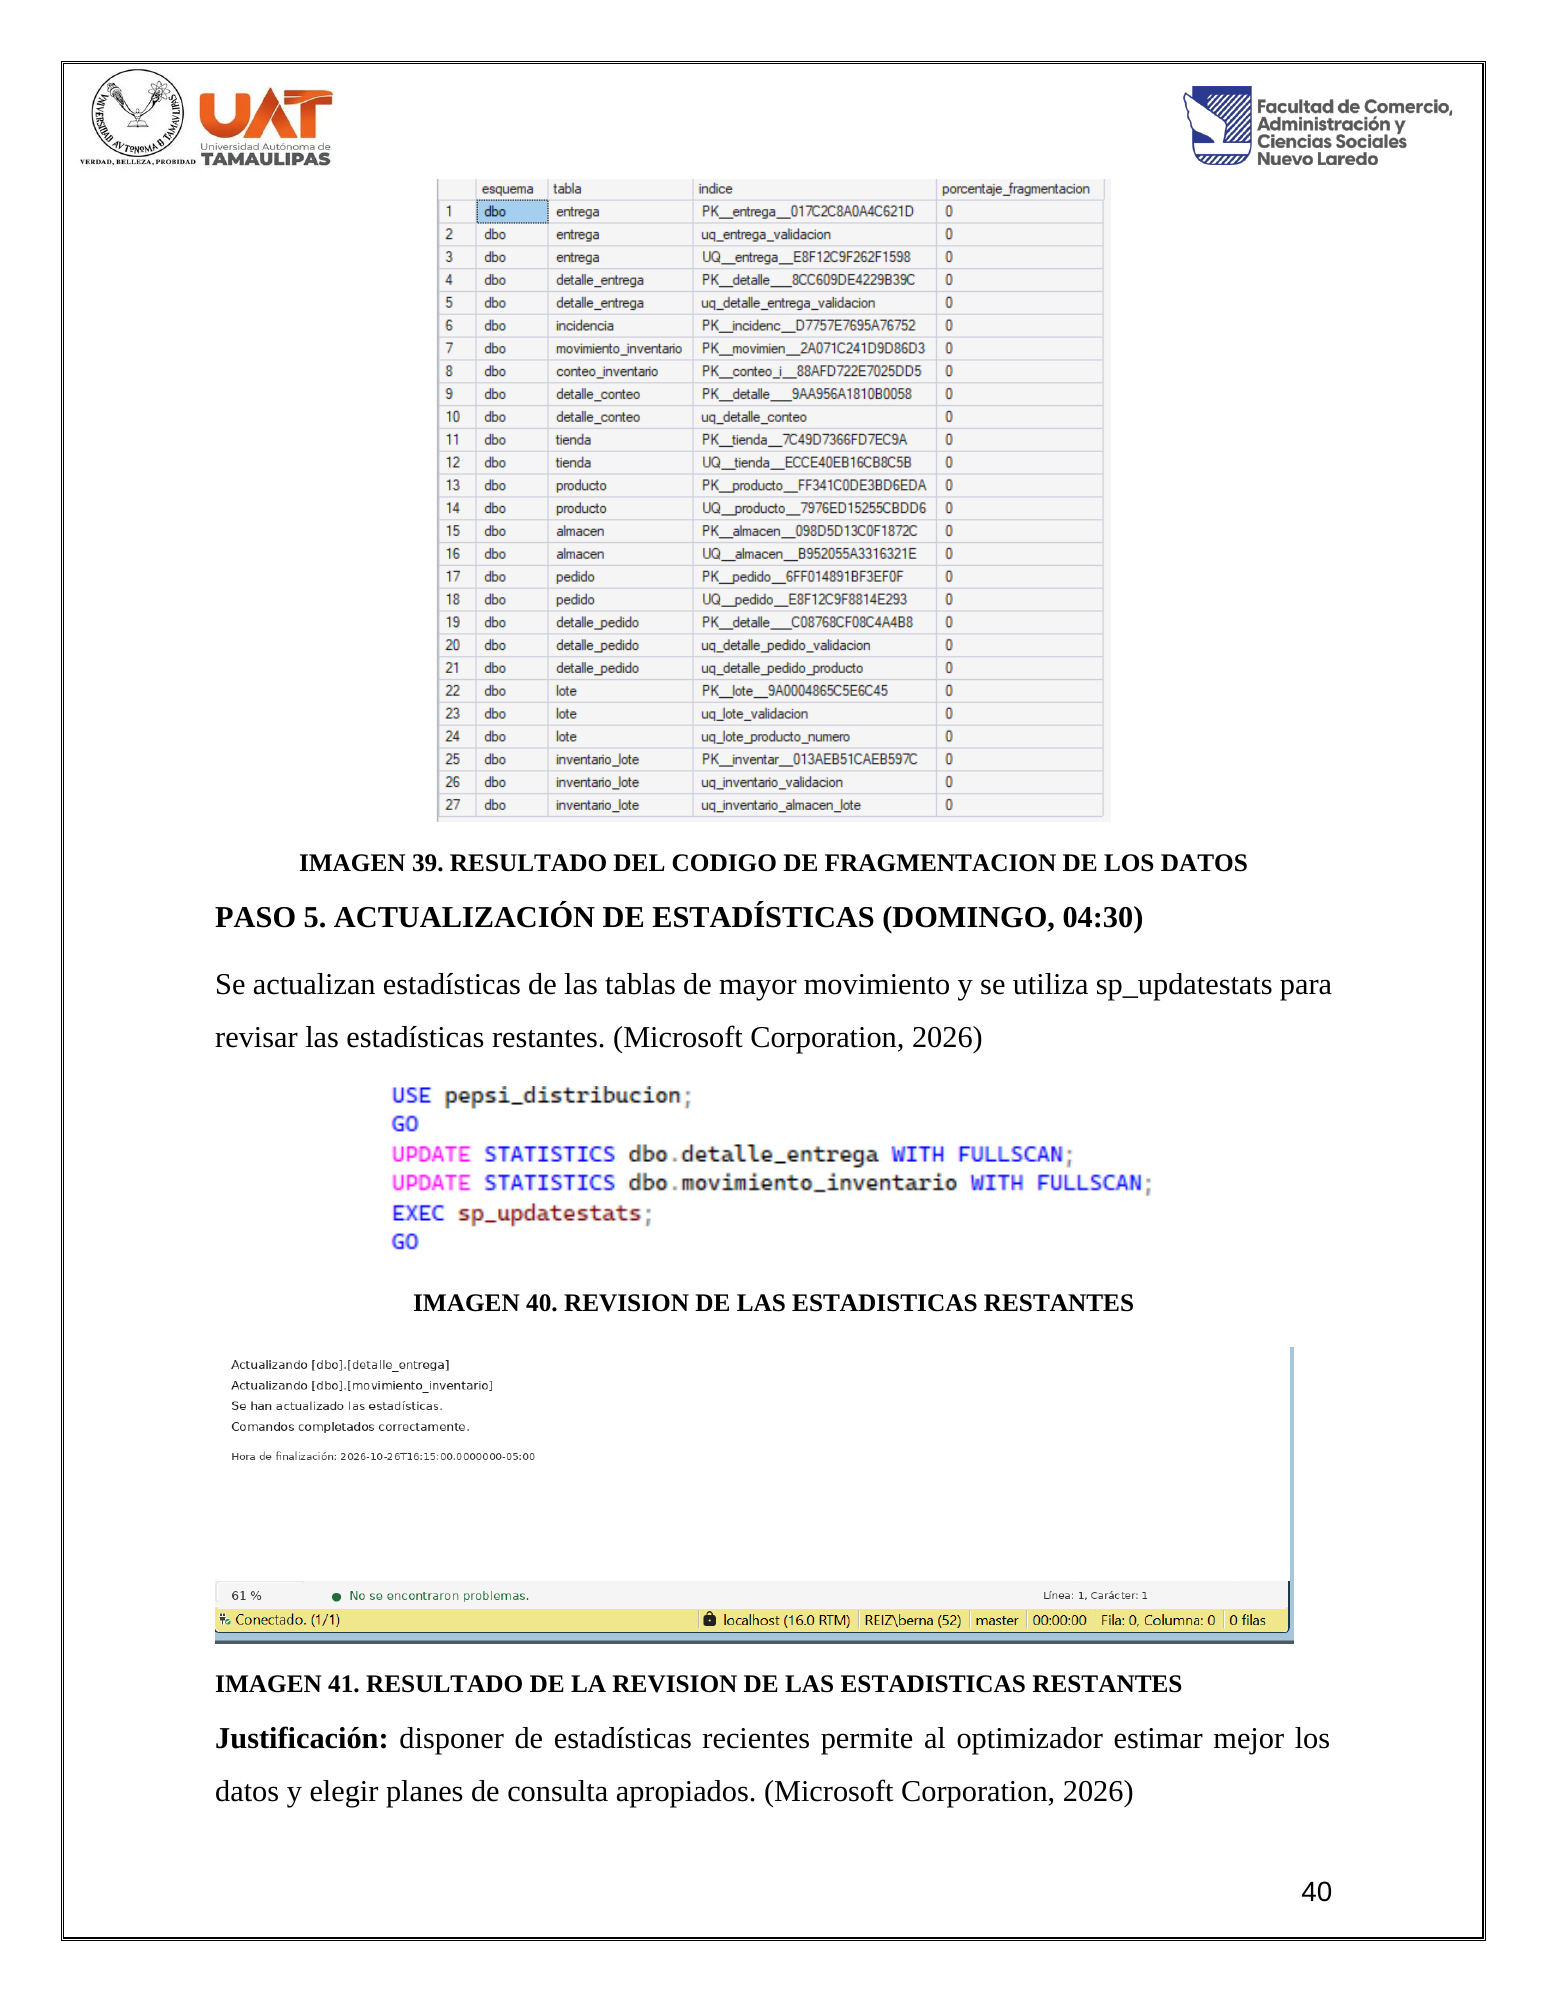 UNIVERSIDAD AUTONOMA DE TAMAULIPAS
VERDAD, BELLEZA, PROBIDAD
UAT
Universidad Autónoma de
TAMAULIPAS
Facultad de Comercio,
Administración y
Ciencias Sociales
Nuevo Laredo
esquema tabla indice porcentaje_fragmentacion
1 dbo entrega PK__entrega__017C2C8A0A4C621D 0
2 dbo entrega uq_entrega_validacion 0
3 dbo entrega UQ__entrega__E8F12C9F262F1598 0
4 dbo detalle_entrega PK__detalle___8CC609DE4229B39C 0
5 dbo detalle_entrega uq_detalle_entrega_validacion 0
6 dbo incidencia PK__incidenc__D7757E7695A76752 0
7 dbo movimiento_inventario PK__movimien__2A071C241D9D86D3 0
8 dbo conteo_inventario PK__conteo_i__88AFD722E7025DD5 0
9 dbo detalle_conteo PK__detalle___9AA956A1810B0058 0
10 dbo detalle_conteo uq_detalle_conteo 0
11 dbo tienda PK__tienda__7C49D7366FD7EC9A 0
12 dbo tienda UQ__tienda__ECCE40EB16CB8C5B 0
13 dbo producto PK__producto__FF341C0DE3BD6EDA 0
14 dbo producto UQ__producto__7976ED15255CBDD6 0
15 dbo almacen PK__almacen__098D5D13C0F1872C 0
16 dbo almacen UQ__almacen__B952055A3316321E 0
17 dbo pedido PK__pedido__6FF014891BF3EF0F 0
18 dbo pedido UQ__pedido__E8F12C9F8814E293 0
19 dbo detalle_pedido PK__detalle___C08768CF08C4A4B8 0
20 dbo detalle_pedido uq_detalle_pedido_validacion 0
21 dbo detalle_pedido uq_detalle_pedido_producto 0
22 dbo lote PK__lote__9A0004865C5E6C45 0
23 dbo lote uq_lote_validacion 0
24 dbo lote uq_lote_producto_numero 0
25 dbo inventario_lote PK__inventar__013AEB51CAEB597C 0
26 dbo inventario_lote uq_inventario_validacion 0
27 dbo inventario_lote uq_inventario_almacen_lote 0
IMAGEN 39. RESULTADO DEL CODIGO DE FRAGMENTACION DE LOS DATOS
PASO 5. ACTUALIZACIÓN DE ESTADÍSTICAS (DOMINGO, 04:30)
Se actualizan estadísticas de las tablas de mayor movimiento y se utiliza sp_updatestats para
revisar las estadísticas restantes. (Microsoft Corporation, 2026)
USE pepsi_distribucion;
GO
UPDATE STATISTICS dbo.detalle_entrega WITH FULLSCAN;
UPDATE STATISTICS dbo.movimiento_inventario WITH FULLSCAN;
EXEC sp_updatestats;
GO
IMAGEN 40. REVISION DE LAS ESTADISTICAS RESTANTES
Actualizando [dbo].[detalle_entrega]
Actualizando [dbo].[movimiento_inventario]
Se han actualizado las estadísticas.
Comandos completados correctamente.
Hora de finalización: 2026-10-26T16:15:00.0000000-05:00
61 % No se encontraron problemas. Línea: 1, Carácter: 1
Conectado. (1/1) localhost (16.0 RTM) REIZ\berna (52) master 00:00:00 Fila: 0, Columna: 0 0 filas
IMAGEN 41. RESULTADO DE LA REVISION DE LAS ESTADISTICAS RESTANTES
Justificación: disponer de estadísticas recientes permite al optimizador estimar mejor los
datos y elegir planes de consulta apropiados. (Microsoft Corporation, 2026)
40